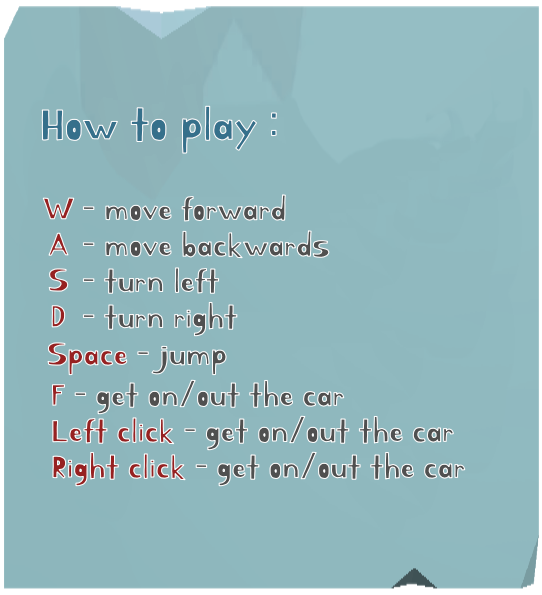 How to play :
W - move forward
A - move backwards
S - turn left
D - turn right
Space - jump
F - get on/out the car
Left click - get on/out the car
Right click - get on/out the car